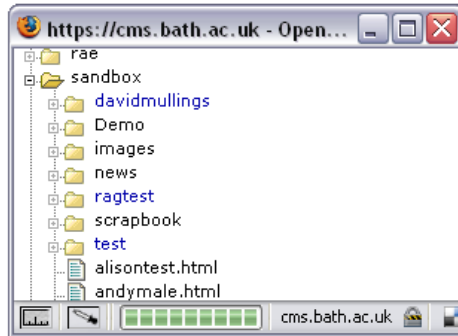 https://cms.bath.ac.uk - Open...
rae
sandbox
davidmullings
Demo
images
news
ragtest
scrapbook
test
alisontest.html
andymale.html
cms.bath.ac.uk